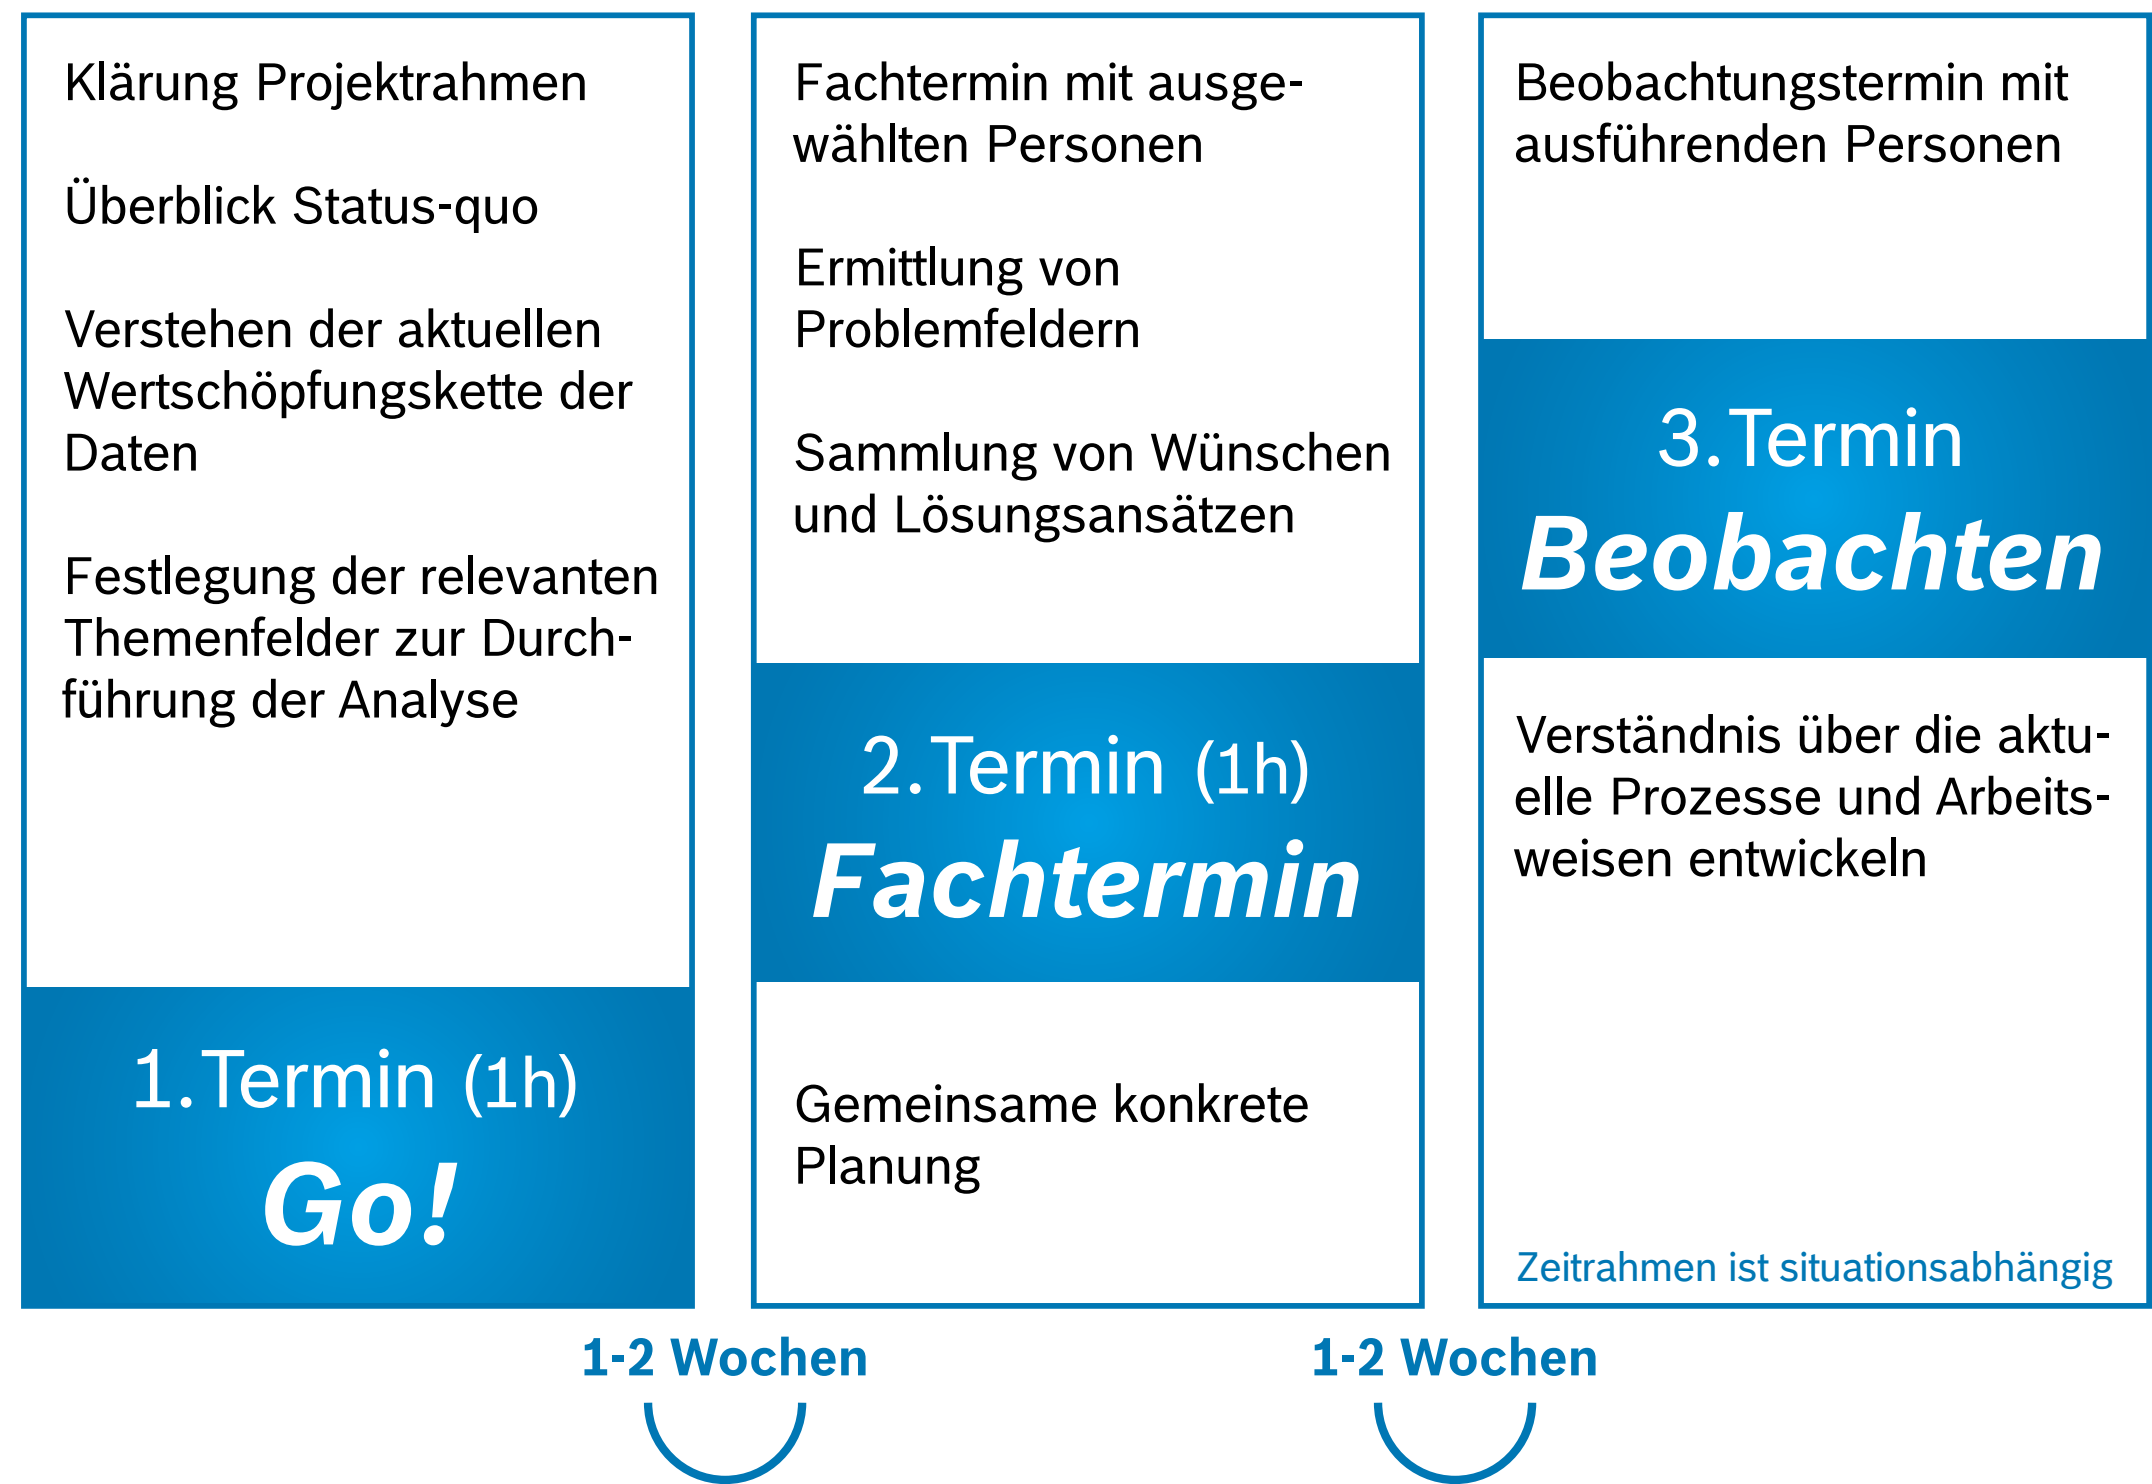 Klärung Projektrahmen
Überblick Status-quo
Verstehen der aktuellen
Wertschöpfungskette der
Daten
Festlegung der relevanten
Themenfelder zur Durch-
führung der Analyse
1. Termin (1h)
Go!
Fachtermin mit ausge-
wählten Personen
Ermittlung von
Problemfeldern
Sammlung von Wünschen
und Lösungsansätzen
2. Termin (1h)
Fachtermin
Gemeinsame konkrete
Planung
Beobachtungstermin mit
ausführenden Personen
3. Termin
Beobachten
Verständnis über die aktu-
elle Prozesse und Arbeits-
weisen entwickeln
Zeitrahmen ist situationsabhängig
1-2 Wochen
1-2 Wochen